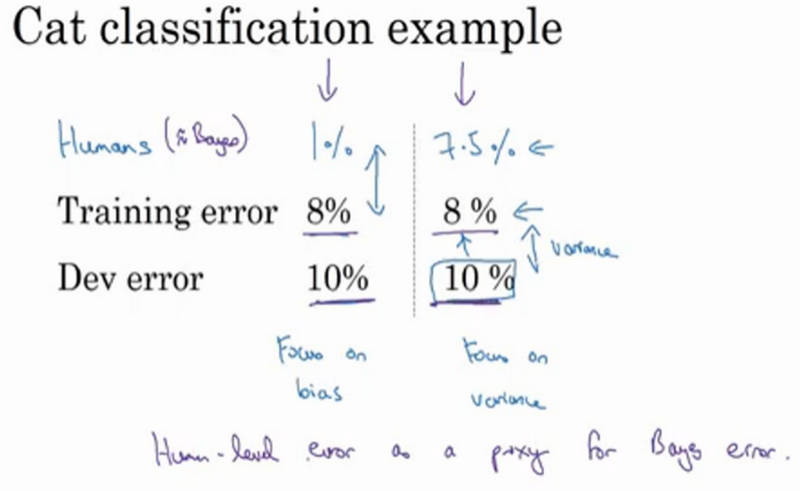 Cat classification example
Humans (≈ Bayes) 1% 7.5%
Training error 8% 8 %
variance
Dev error 10% 10 %
Focus on Focus on
bias variance
Human-level error as a proxy for Bayes error.